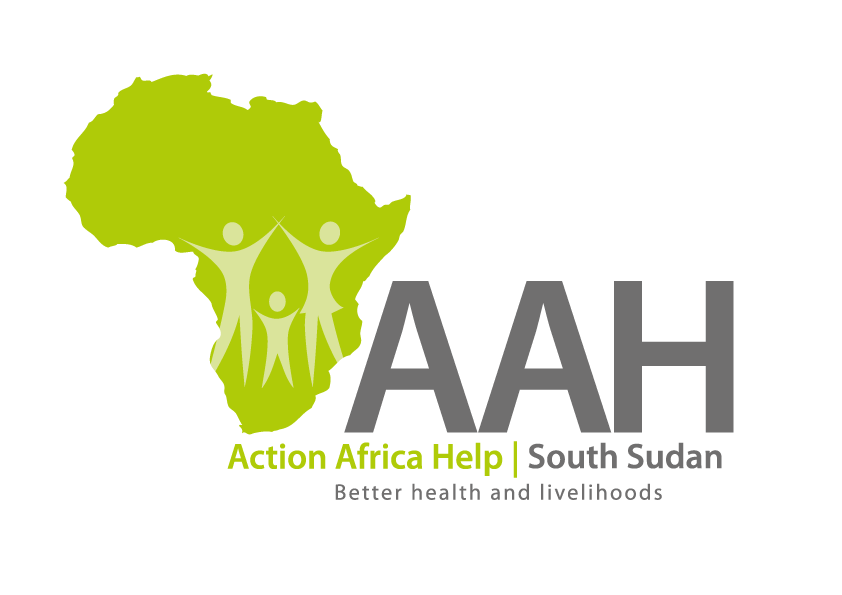 AAH
Action Africa Help | South Sudan
Better health and livelihoods